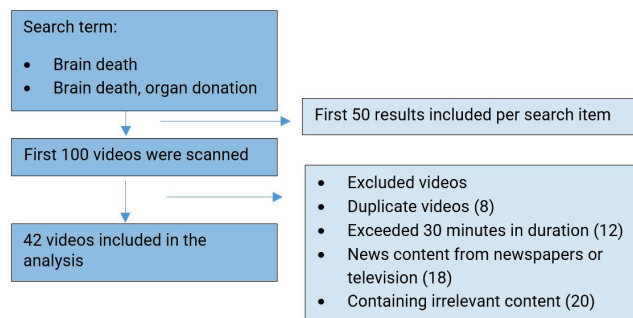 Search term:
• Brain death
• Brain death, organ donation
First 50 results included per search item
First 100 videos were scanned
• Excluded videos
• Duplicate videos (8)
• Exceeded 30 minutes in duration (12)
• News content from newspapers or
television (18)
• Containing irrelevant content (20)
42 videos included in the
analysis